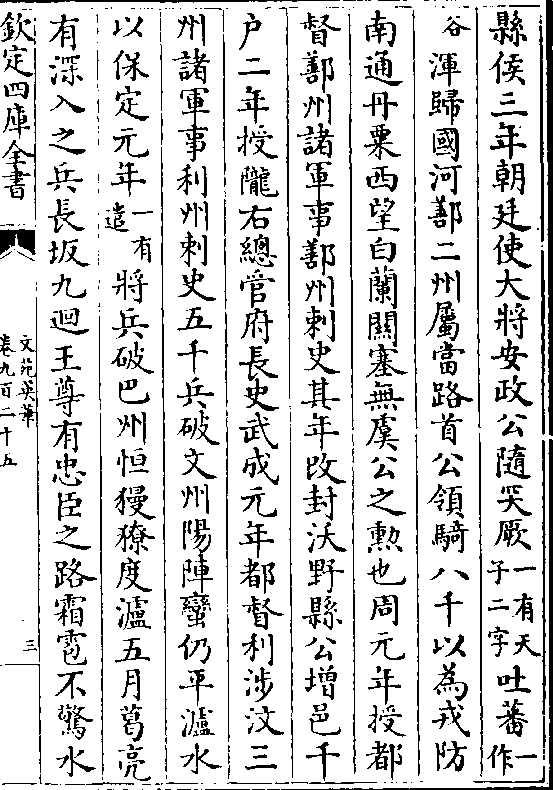 縣侯三年朝廷使大將安政公隨突厥一有天子二字吐蕃一作
谷渾歸國河鄯二州屬當路首公領騎八千以為戎防
南通丹粟西望白蘭關塞無虞公之勲也周元年授都
督鄯州諸軍事鄯州刺史其年改封沃野縣公增邑千
户二年授隴右總管府長史武成元年都督利涉汶三
州諸軍事利州刺史五千兵破文州陽陣蠻仍平瀘水
以保定元年一有遣將兵破巴州恒獿獠度瀘五月葛亮
有深入之兵長坂九迴王尊有忠臣之路霜雹不驚水
欽定四庫全書
文苑英華
卷九百二十五
三